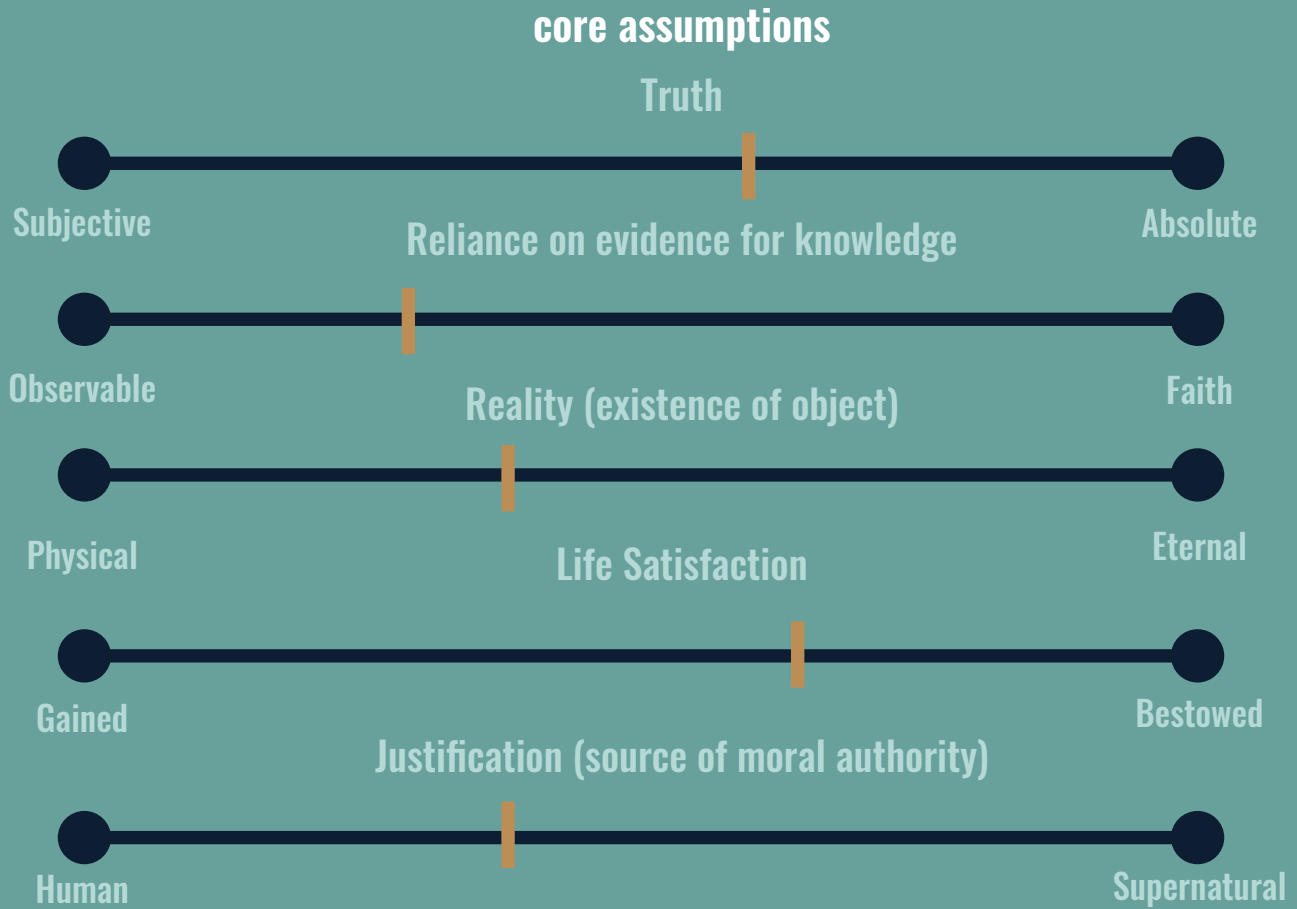 core assumptions
Truth
Subjective
Absolute
Reliance on evidence for knowledge
Observable
Faith
Reality (existence of object)
Physical
Eternal
Life Satisfaction
Gained
Bestowed
Justification (source of moral authority)
Human
Supernatural